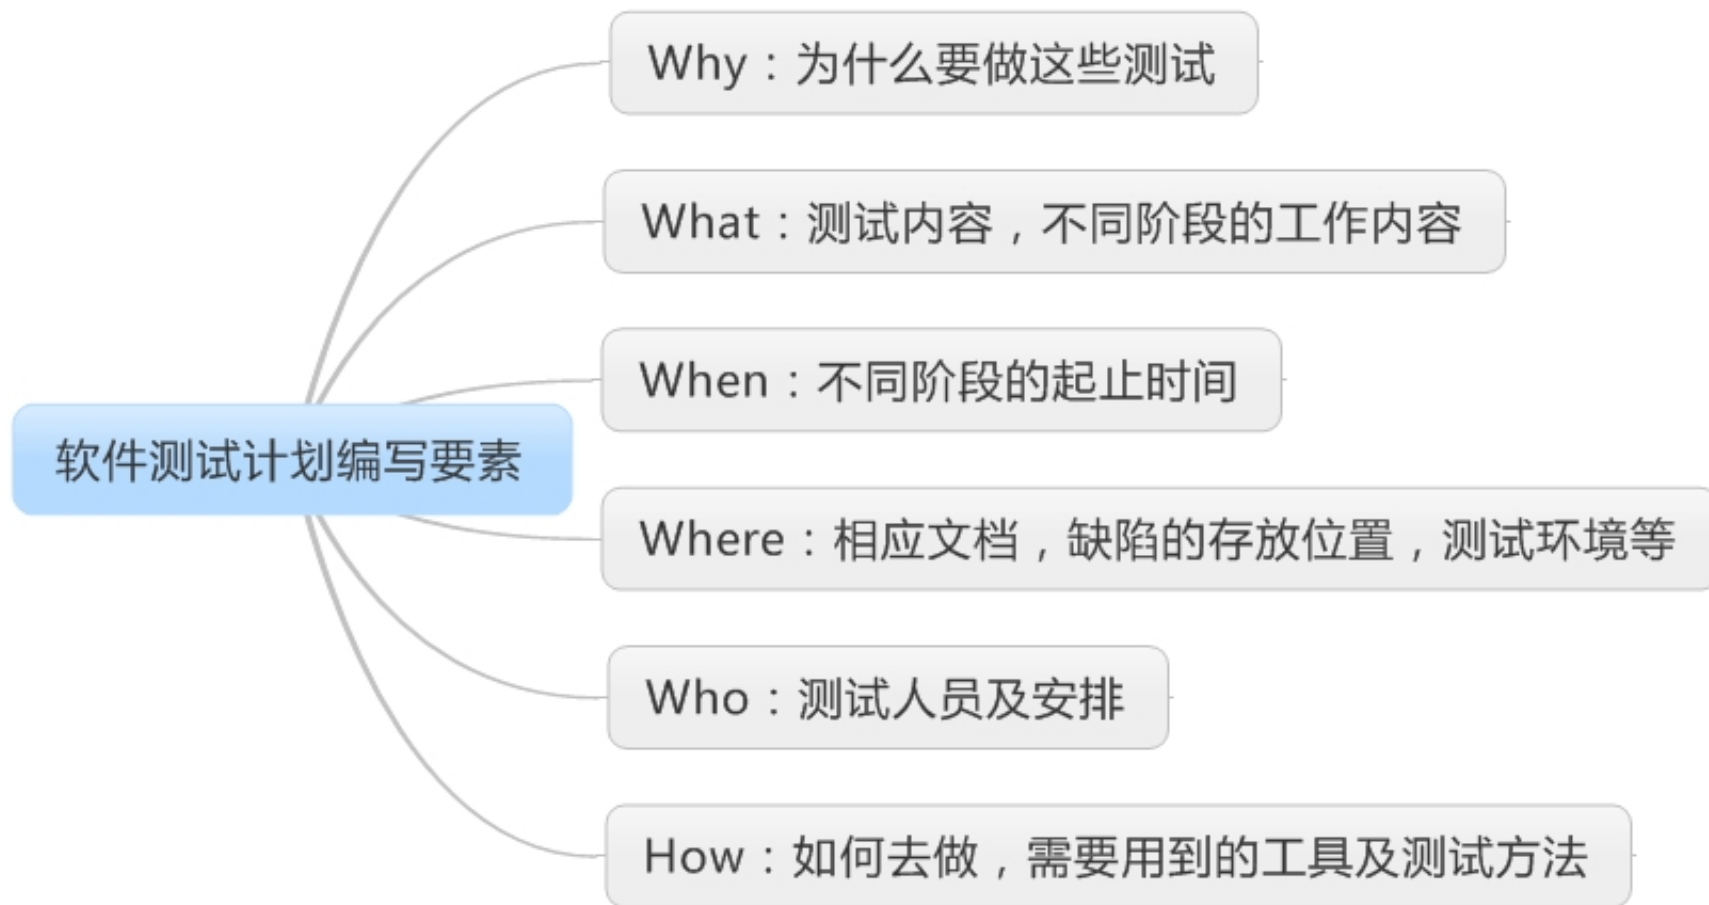 Why：为什么要做这些测试
What：测试内容，不同阶段的工作内容
When：不同阶段的起止时间
软件测试计划编写要素
Where：相应文档，缺陷的存放位置，测试环境等
Who：测试人员及安排
How：如何去做，需要用到的工具及测试方法